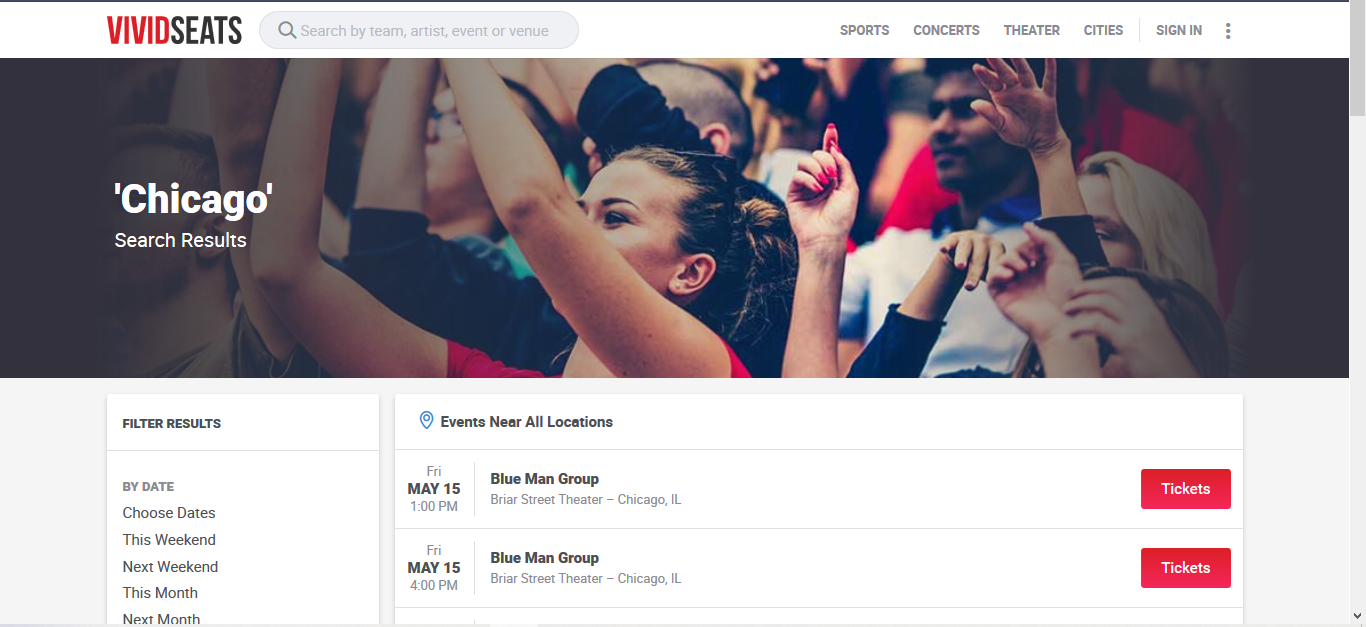 VIVIDSEATS
Search by team, artist, event or venue
SPORTS CONCERTS THEATER CITIES SIGN IN
'Chicago'
Search Results
FILTER RESULTS
BY DATE
Choose Dates
This Weekend
Next Weekend
This Month
Next Month
Events Near All Locations
Fri
MAY 15
1:00 PM
Blue Man Group
Briar Street Theater – Chicago, IL
Tickets
Fri
MAY 15
4:00 PM
Blue Man Group
Briar Street Theater – Chicago, IL
Tickets